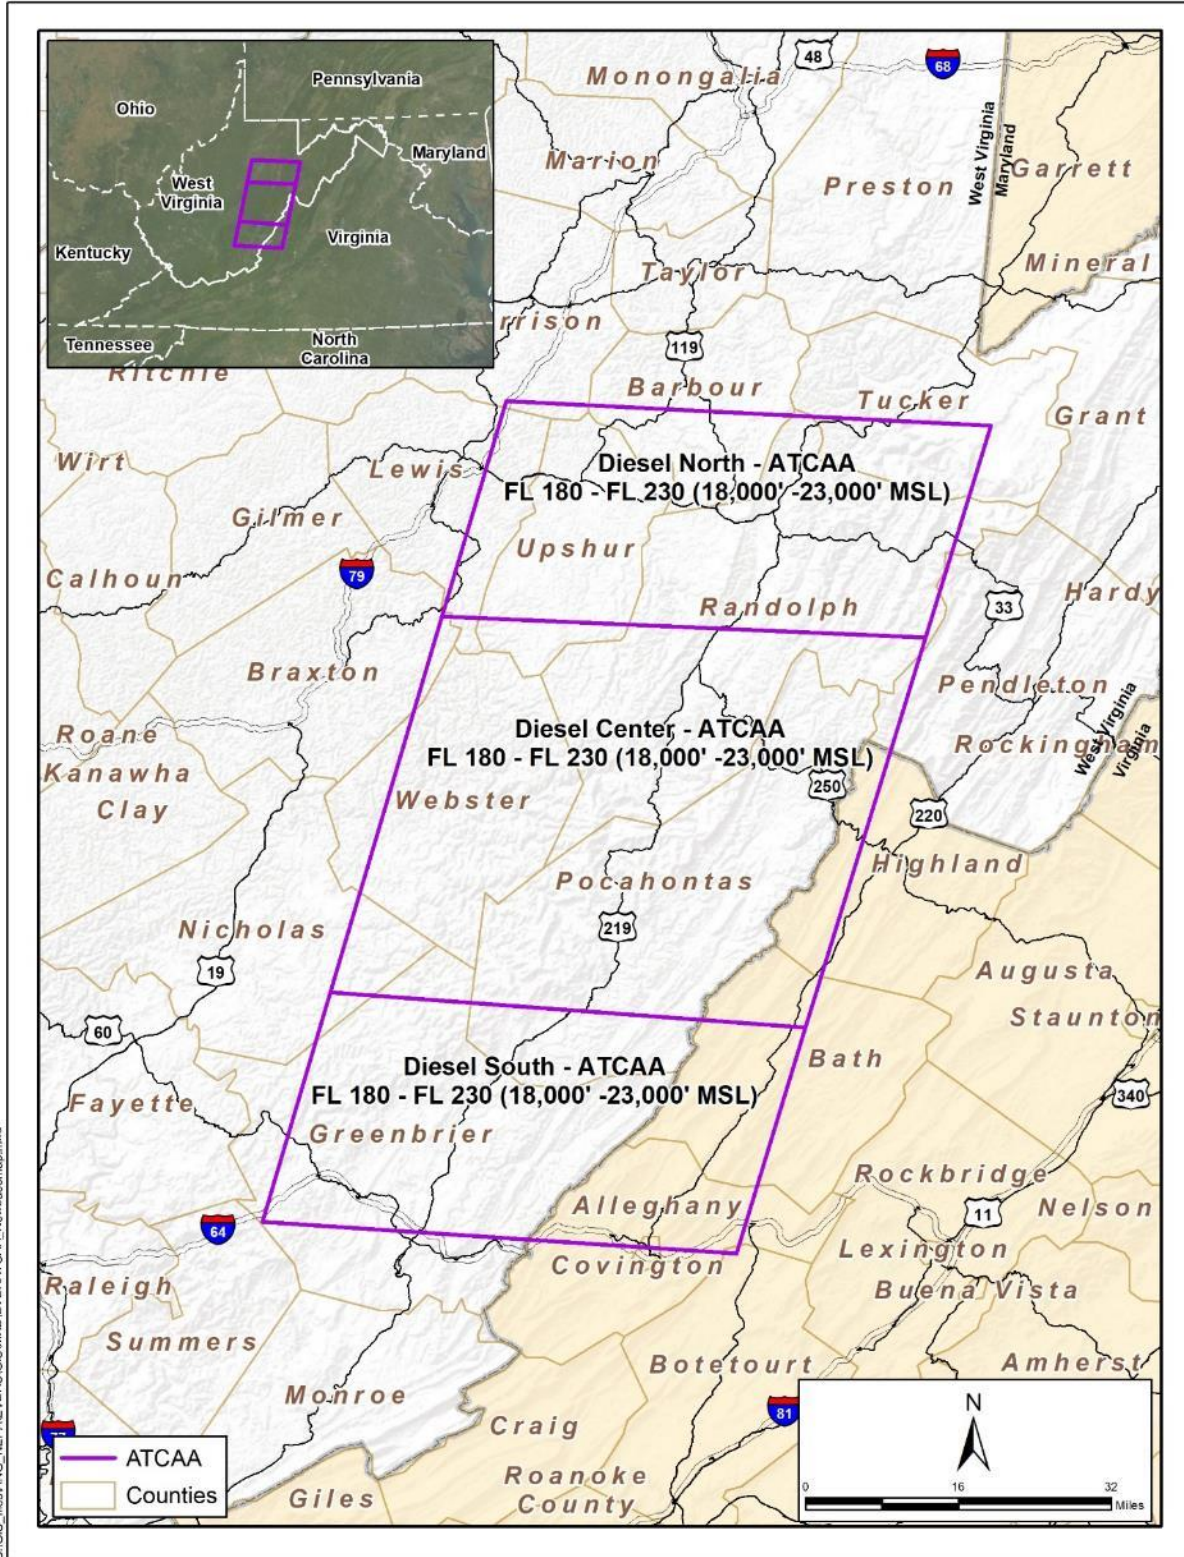 Pennsylvania
Ohio
Maryland
West
Virginia
Virginia
Kentucky
Tennessee
North
Carolina
48
68
Monongalia
Marion
Preston
West Virginia
Maryland
Garrett
Mineral
Taylor
rrison
119
Ritchie
Barbour
Tucker
Grant
Wirt
Lewis
Diesel North - ATCAA
FL 180 - FL 230 (18,000' -23,000' MSL)
Gilmer
Upshur
79
Calhoun
Randolph
33
Hardy
Braxton
Pendleton
West Virginia
Virginia
Roane
Diesel Center - ATCAA
FL 180 - FL 230 (18,000' -23,000' MSL)
Rockingham
Kanawha
250
Webster
Clay
220
Highland
Pocahontas
Nicholas
219
19
Augusta
Staunton
60
Bath
Diesel South - ATCAA
FL 180 - FL 230 (18,000' -23,000' MSL)
340
Fayette
Greenbrier
Rockbridge
Alleghany
Nelson
11
64
Lexington
Covington
Raleigh
Buena Vista
Summers
Botetourt
Amherst
Monroe
81
Craig
77
Roanoke
County
Giles
ATCAA
Counties
N
0 16 32
Miles